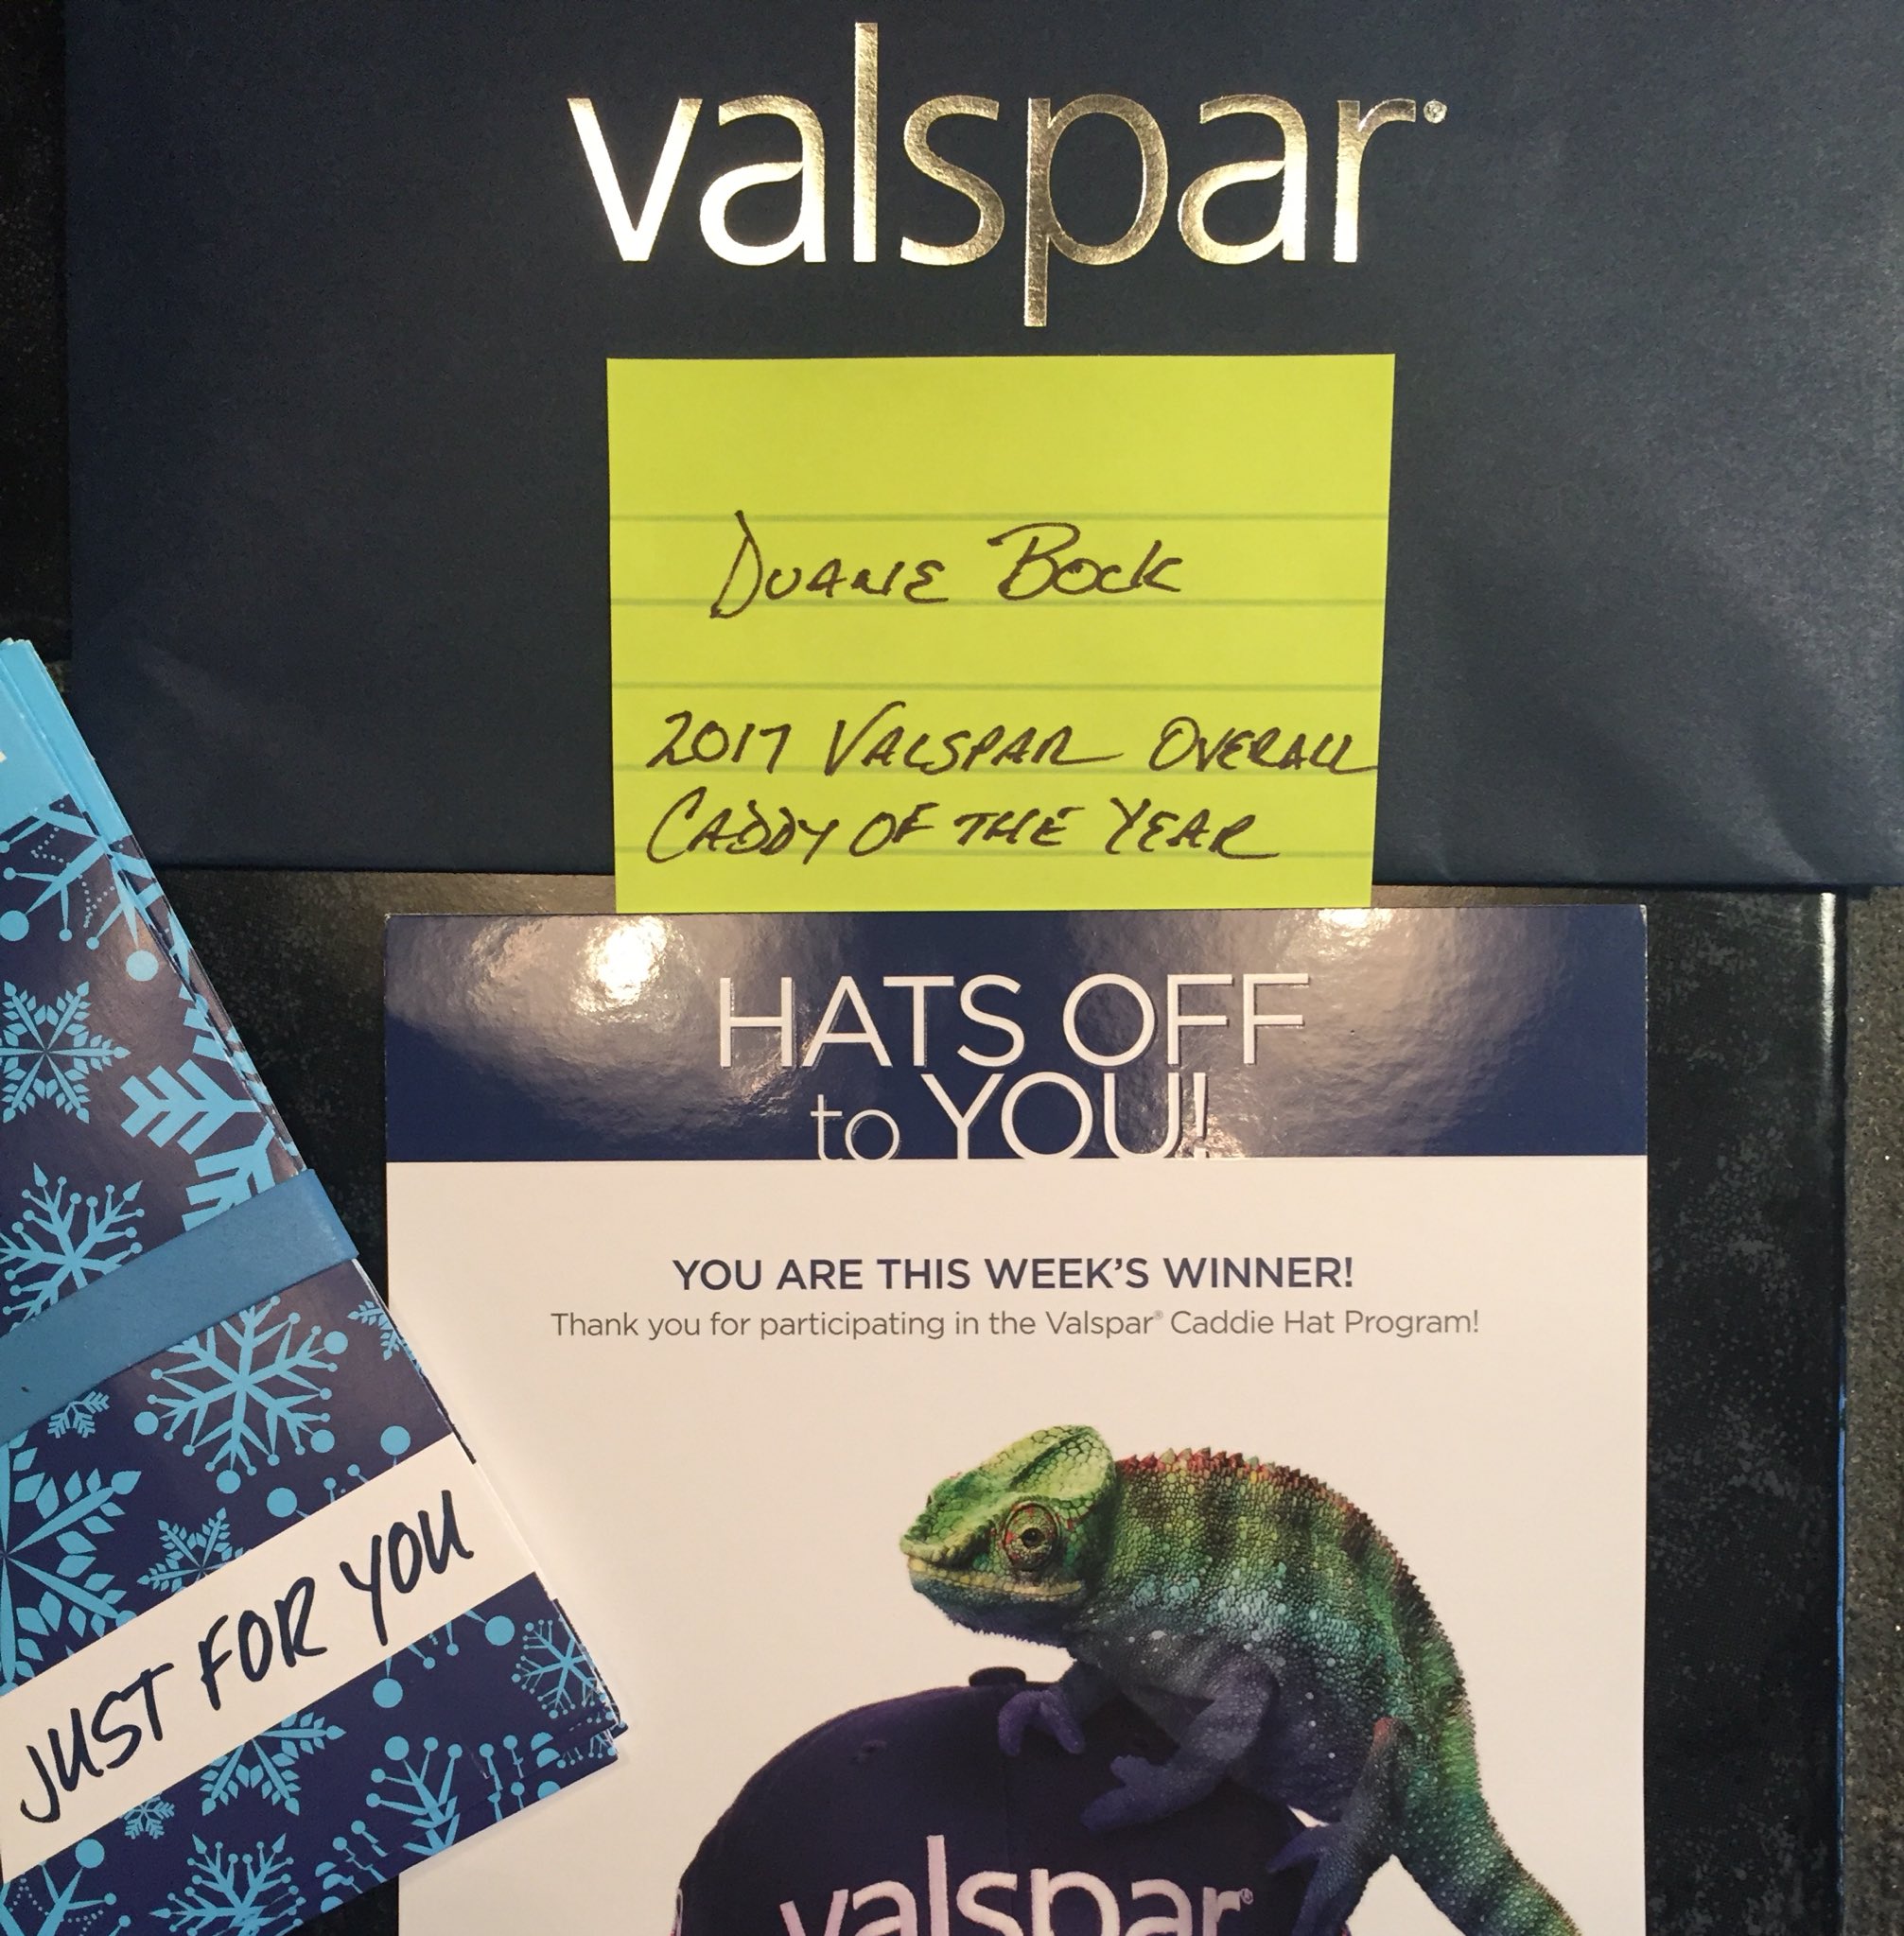 valspar®
DUANE BOCK
2017 VALSPAR OVERALL
CADDY OF THE YEAR
HATS OFF
to YOU!
YOU ARE THIS WEEK'S WINNER!
Thank you for participating in the Valspar® Caddie Hat Program!
valspar®
JUST FOR YOU